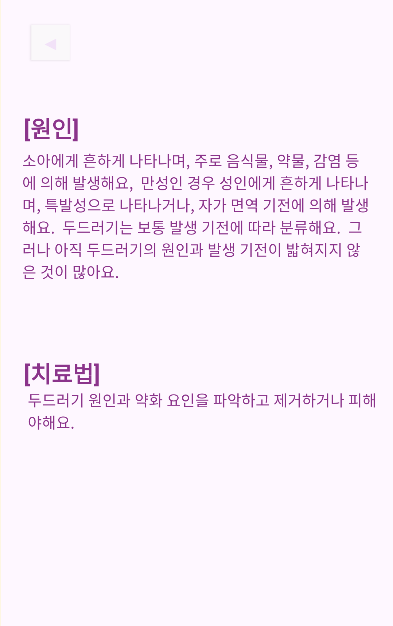 [원인]
소아에게 흔하게 나타나며, 주로 음식물, 약물, 감염 등
에 의해 발생해요,  만성인 경우 성인에게 흔하게 나타나
며, 특발성으로 나타나거나, 자가 면역 기전에 의해 발생
해요.  두드러기는 보통 발생 기전에 따라 분류해요.  그
러나 아직 두드러기의 원인과 발생 기전이 밟혀지지 않
은 것이 많아요.
[치료법]
두드러기 원인과 약화 요인을 파악하고 제거하거나 피해
야해요.